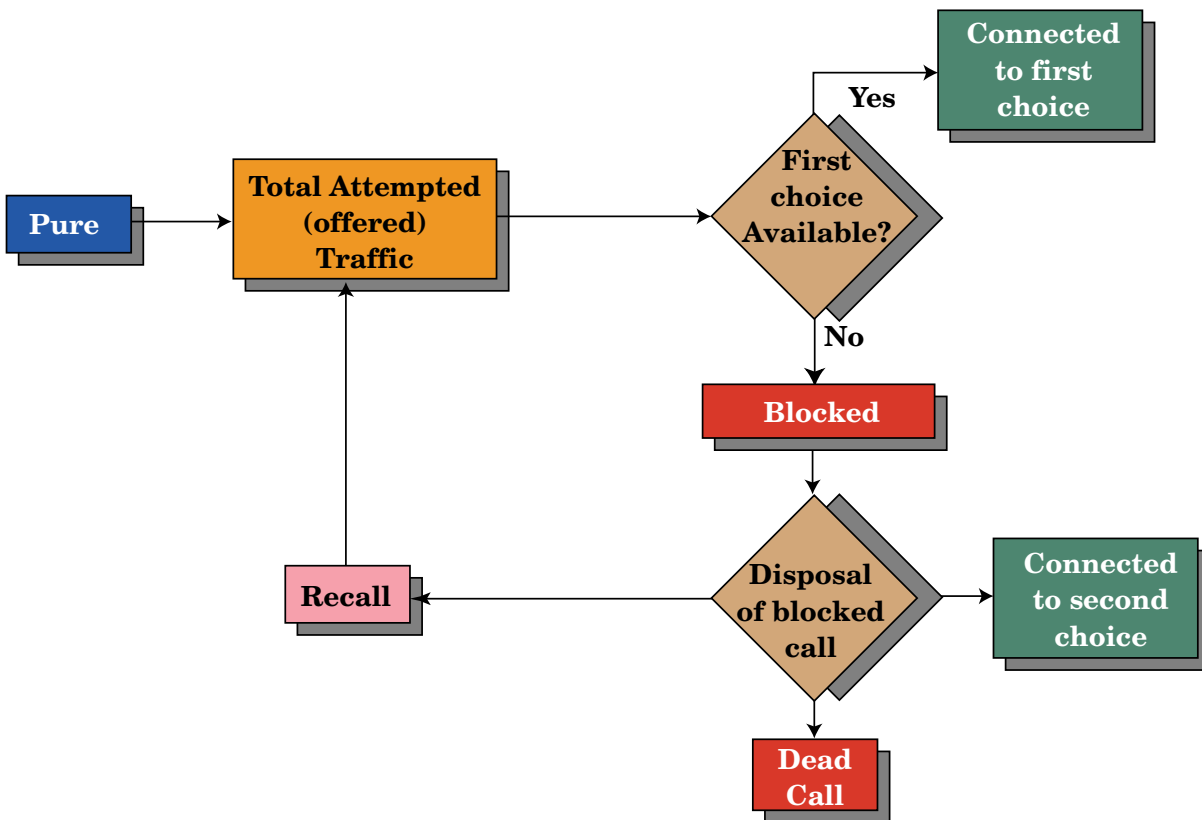 Connected
to first
choice
Yes
First
choice
Available?
Total Attempted
(offered)
Traffic
Pure
No
Blocked
Disposal
of blocked
call
Connected
to second
choice
Recall
Dead
Call